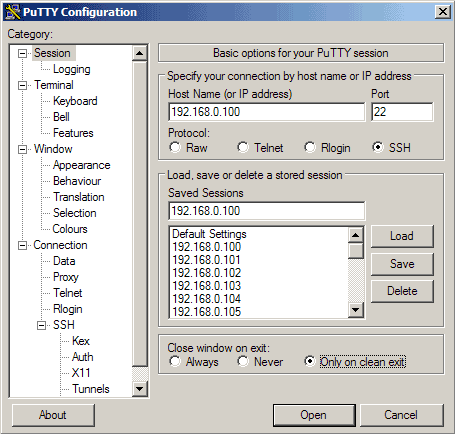 PuTTY Configuration
Category:
Session
Logging
Terminal
Keyboard
Bell
Features
Window
Appearance
Behaviour
Translation
Selection
Colours
Connection
Data
Proxy
Telnet
Rlogin
SSH
Kex
Auth
X11
Tunnels
Basic options for your PuTTY session
Specify your connection by host name or IP address
Host Name (or IP address) Port
192.168.0.100 22
Protocol:
Raw Telnet Rlogin SSH
Load, save or delete a stored session
Saved Sessions
192.168.0.100
Default Settings
192.168.0.100
192.168.0.101
192.168.0.102
192.168.0.103
192.168.0.104
192.168.0.105
Load
Save
Delete
Close window on exit:
Always Never Only on clean exit
About Open Cancel